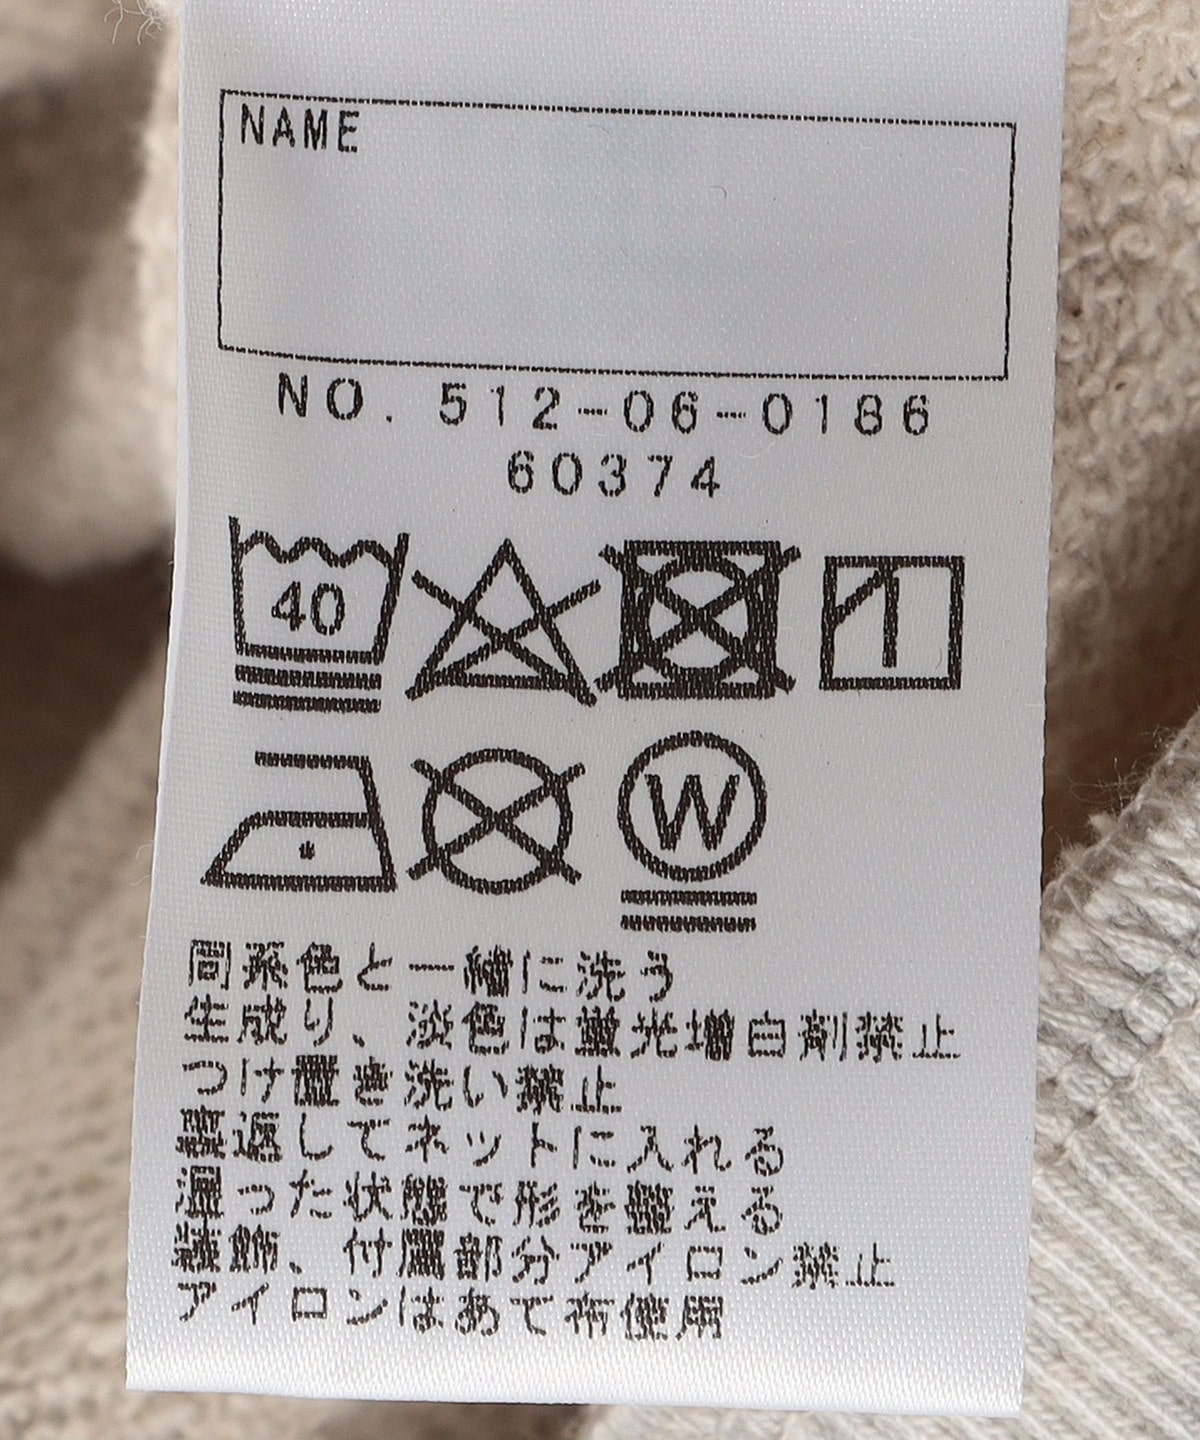 NAME
NO. 512-06-0186
60374
40
W
同系色と一緒に洗う
生成り、淡色は蛍光増白剤禁止
つけ置き洗い禁止
裏返してネットに入れる
湿った状態で形を整える
装飾、付属部分アイロン禁止
アイロンはあて布使用